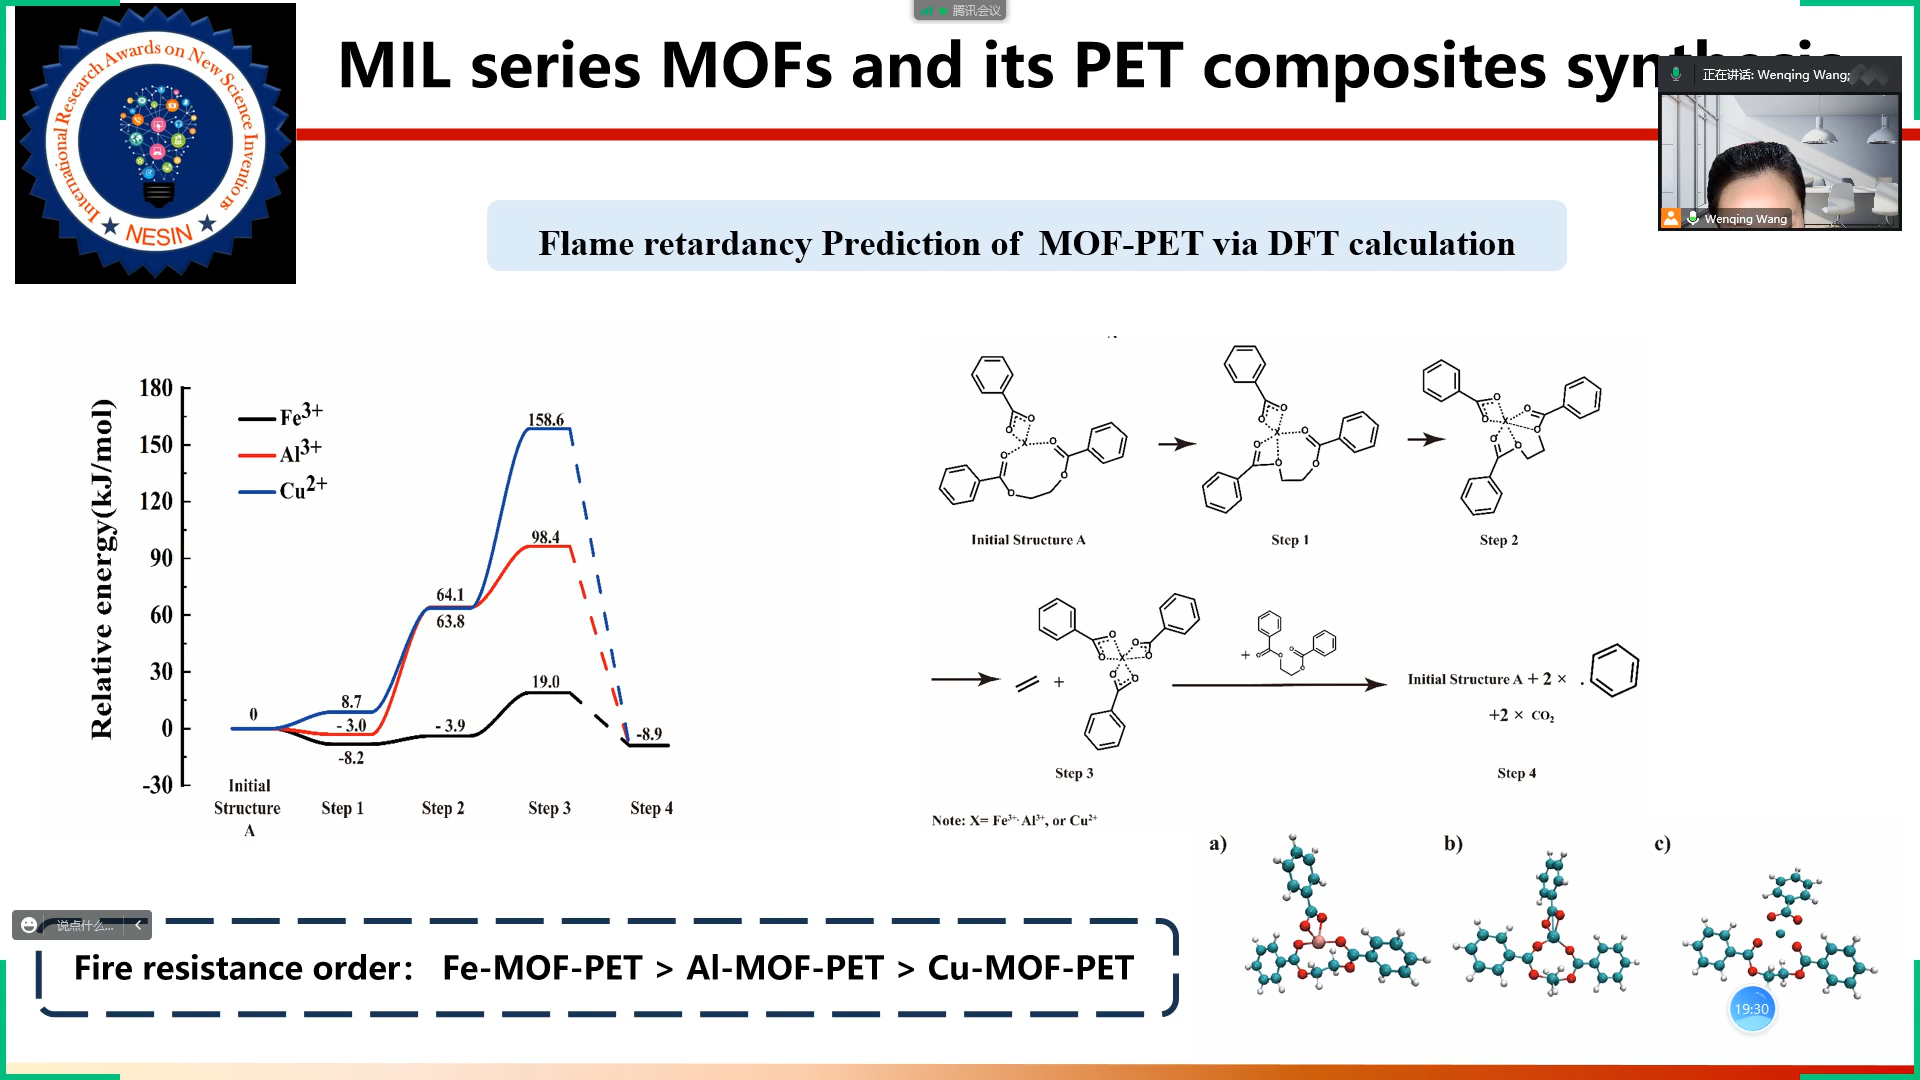 腾讯会议
International Research Awards on New Science Inventions
NESIN
MIL series MOFs and its PET composites
正在讲话: Wenqing Wang;
Wenqing Wang
Flame retardancy Prediction of MOF-PET via DFT calculation
Relative energy(kJ/mol)
180
150
120
90
60
30
0
-30
Fe3+
Al3+
Cu2+
0
8.7
- 3.0
-8.2
64.1
63.8
- 3.9
158.6
98.4
19.0
-8.9
Initial
Structure
A
Step 1
Step 2
Step 3
Step 4
Initial Structure A
Step 1
Step 2
Step 3
Initial Structure A + 2 ×
+2 × CO2
Step 4
Note: X= Fe3+, Al3+, or Cu2+
a)
b)
c)
说点什么...
Fire resistance order： Fe-MOF-PET > Al-MOF-PET > Cu-MOF-PET
19:30